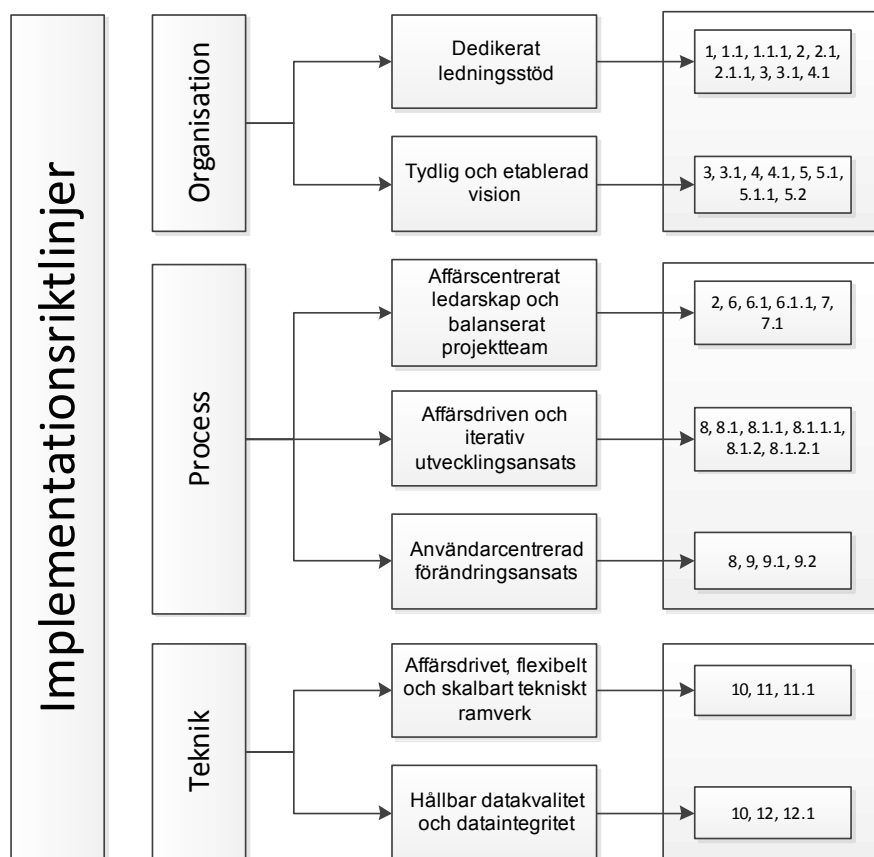 Implementationsriktlinjer
Organisation
Dedikerat
ledningsstöd
1, 1.1, 1.1.1, 2, 2.1,
2.1.1, 3, 3.1, 4.1
Tydlig och etablerad
vision
3, 3.1, 4, 4.1, 5, 5.1,
5.1.1, 5.2
Process
Affärscentrerat
ledarskap och
balanserat
projektteam
2, 6, 6.1, 6.1.1, 7,
7.1
Affärsdriven och
iterativ
utvecklingsansats
8, 8.1, 8.1.1, 8.1.1.1,
8.1.2, 8.1.2.1
Användarcentrerad
förändringsansats
8, 9, 9.1, 9.2
Teknik
Affärsdrivet, flexibelt
och skalbart tekniskt
ramverk
10, 11, 11.1
Hållbar datakvalitet
och dataintegritet
10, 12, 12.1